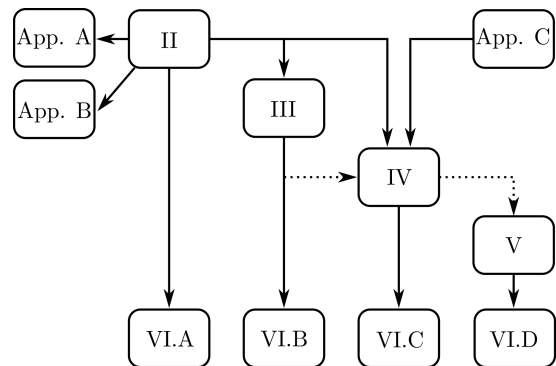 App. A
II
App. C
App. B
III
IV
V
VI.A
VI.B
VI.C
VI.D